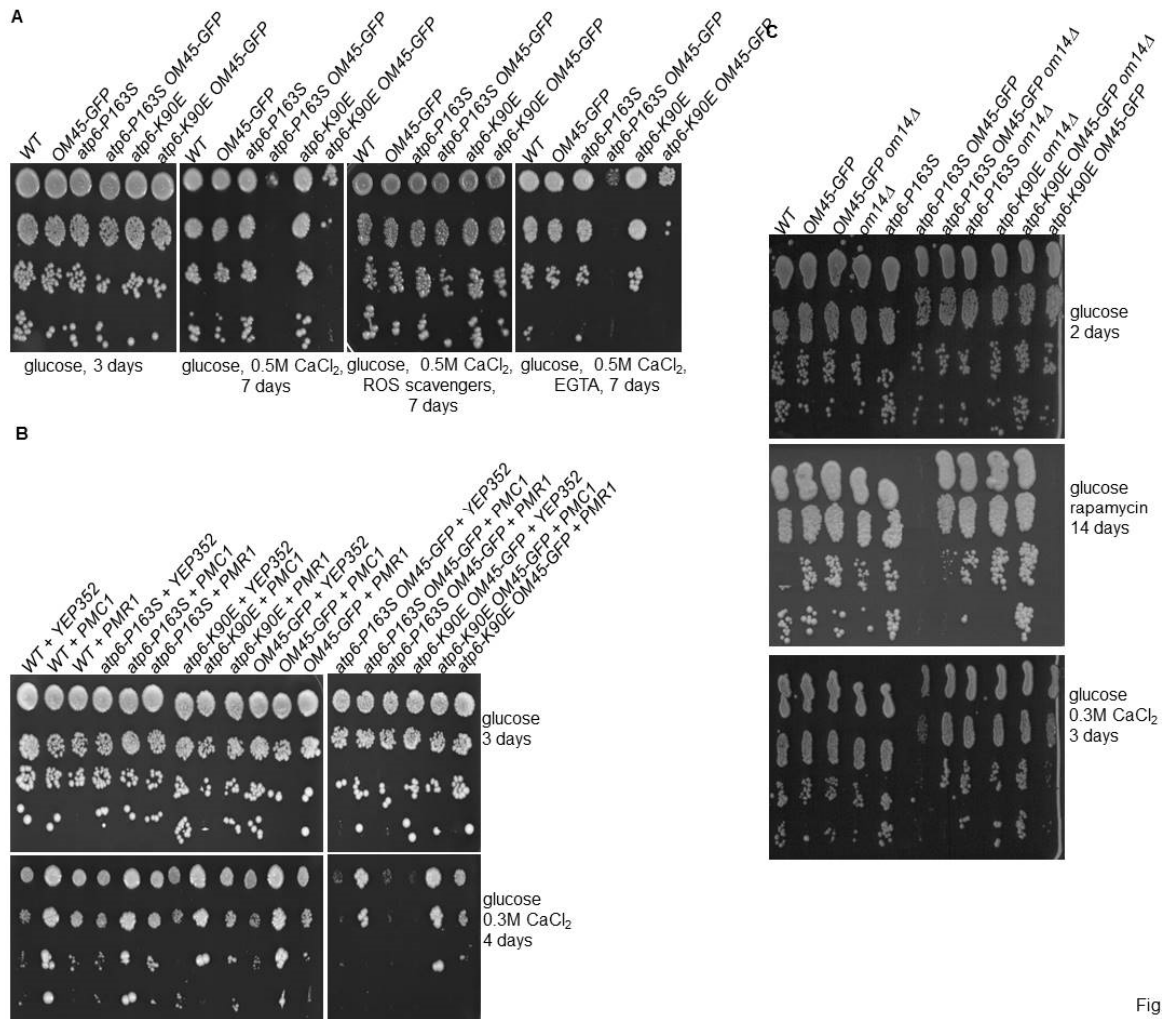 A
WT
OM45-GFP
atp6-P163S
atp6-P163S OM45-GFP
atp6-K90E
atp6-K90E OM45-GFP
WT
OM45-GFP
atp6-P163S
atp6-P163S OM45-GFP
atp6-K90E
atp6-K90E OM45-GFP
WT
OM45-GFP
atp6-P163S
atp6-P163S OM45-GFP
atp6-K90E
atp6-K90E OM45-GFP
WT
OM45-GFP
atp6-P163S
atp6-P163S OM45-GFP
atp6-K90E
atp6-K90E OM45-GFP
glucose, 3 days
glucose, 0.5M CaCl₂,
7 days
glucose, 0.5M CaCl₂,
ROS scavengers,
7 days
glucose, 0.5M CaCl₂,
EGTA, 7 days
B
WT + YEP352
WT + PMC1
WT + PMR1
atp6-P163S + YEP352
atp6-P163S + PMC1
atp6-P163S + PMR1
atp6-K90E + YEP352
atp6-K90E + PMC1
atp6-K90E + PMR1
OM45-GFP + YEP352
OM45-GFP + PMC1
OM45-GFP + PMR1
atp6-P163S OM45-GFP + YEP352
atp6-P163S OM45-GFP + PMC1
atp6-P163S OM45-GFP + PMR1
atp6-K90E OM45-GFP + YEP352
atp6-K90E OM45-GFP + PMC1
atp6-K90E OM45-GFP + PMR1
glucose
3 days
glucose
0.3M CaCl₂
4 days
C
WT
OM45-GFP
OM45-GFP om14Δ
om14Δ
atp6-P163S
atp6-P163S OM45-GFP
atp6-P163S OM45-GFP om14Δ
atp6-P163S om14Δ
atp6-K90E om14Δ
atp6-K90E OM45-GFP om14Δ
atp6-K90E OM45-GFP
glucose
2 days
glucose
rapamycin
14 days
glucose
0.3M CaCl₂
3 days
Fig